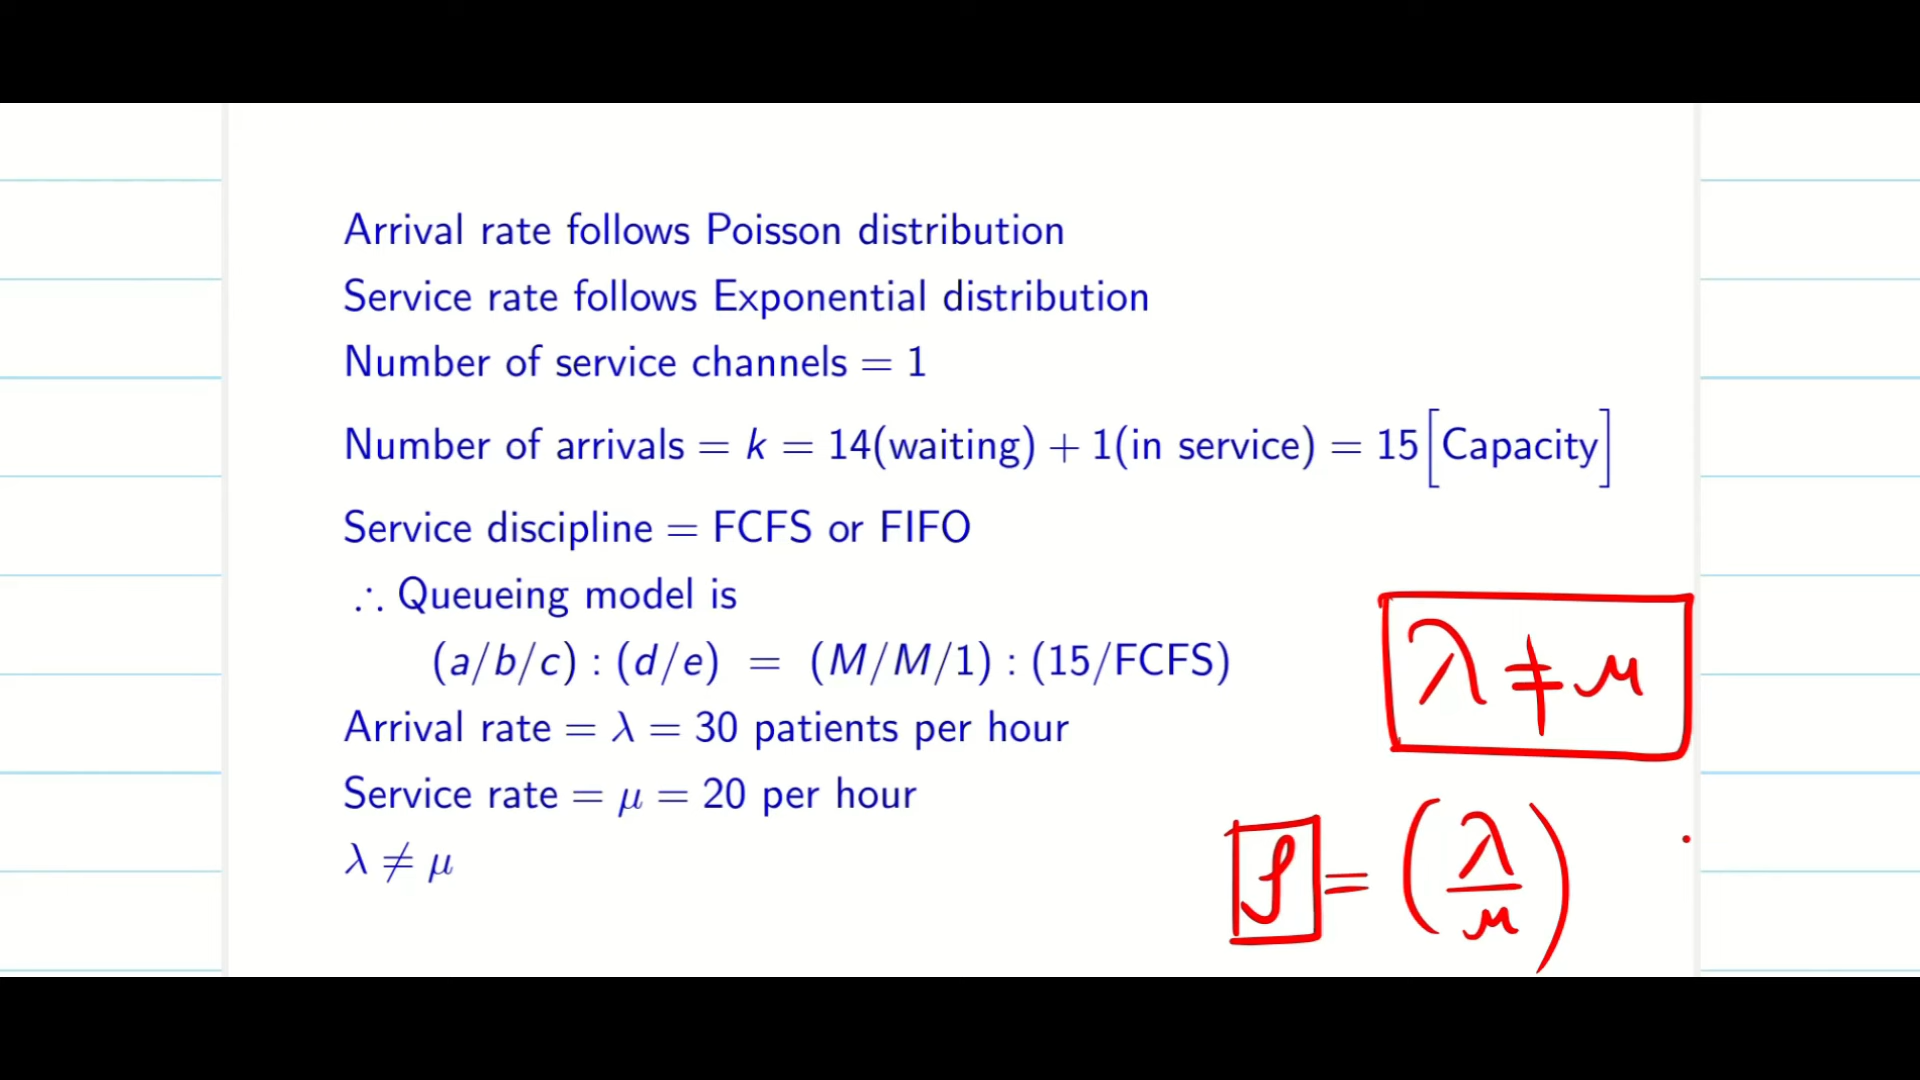 Arrival rate follows Poisson distribution
Service rate follows Exponential distribution
Number of service channels = 1
Number of arrivals = k = 14(waiting) + 1(in service) = 15[Capacity]
Service discipline = FCFS or FIFO
∴ Queueing model is
(a/b/c) : (d/e) = (M/M/1) : (15/FCFS)
λ ≠ μ
Arrival rate = λ = 30 patients per hour
Service rate = μ = 20 per hour
λ ≠ μ
ρ = (λ/μ)